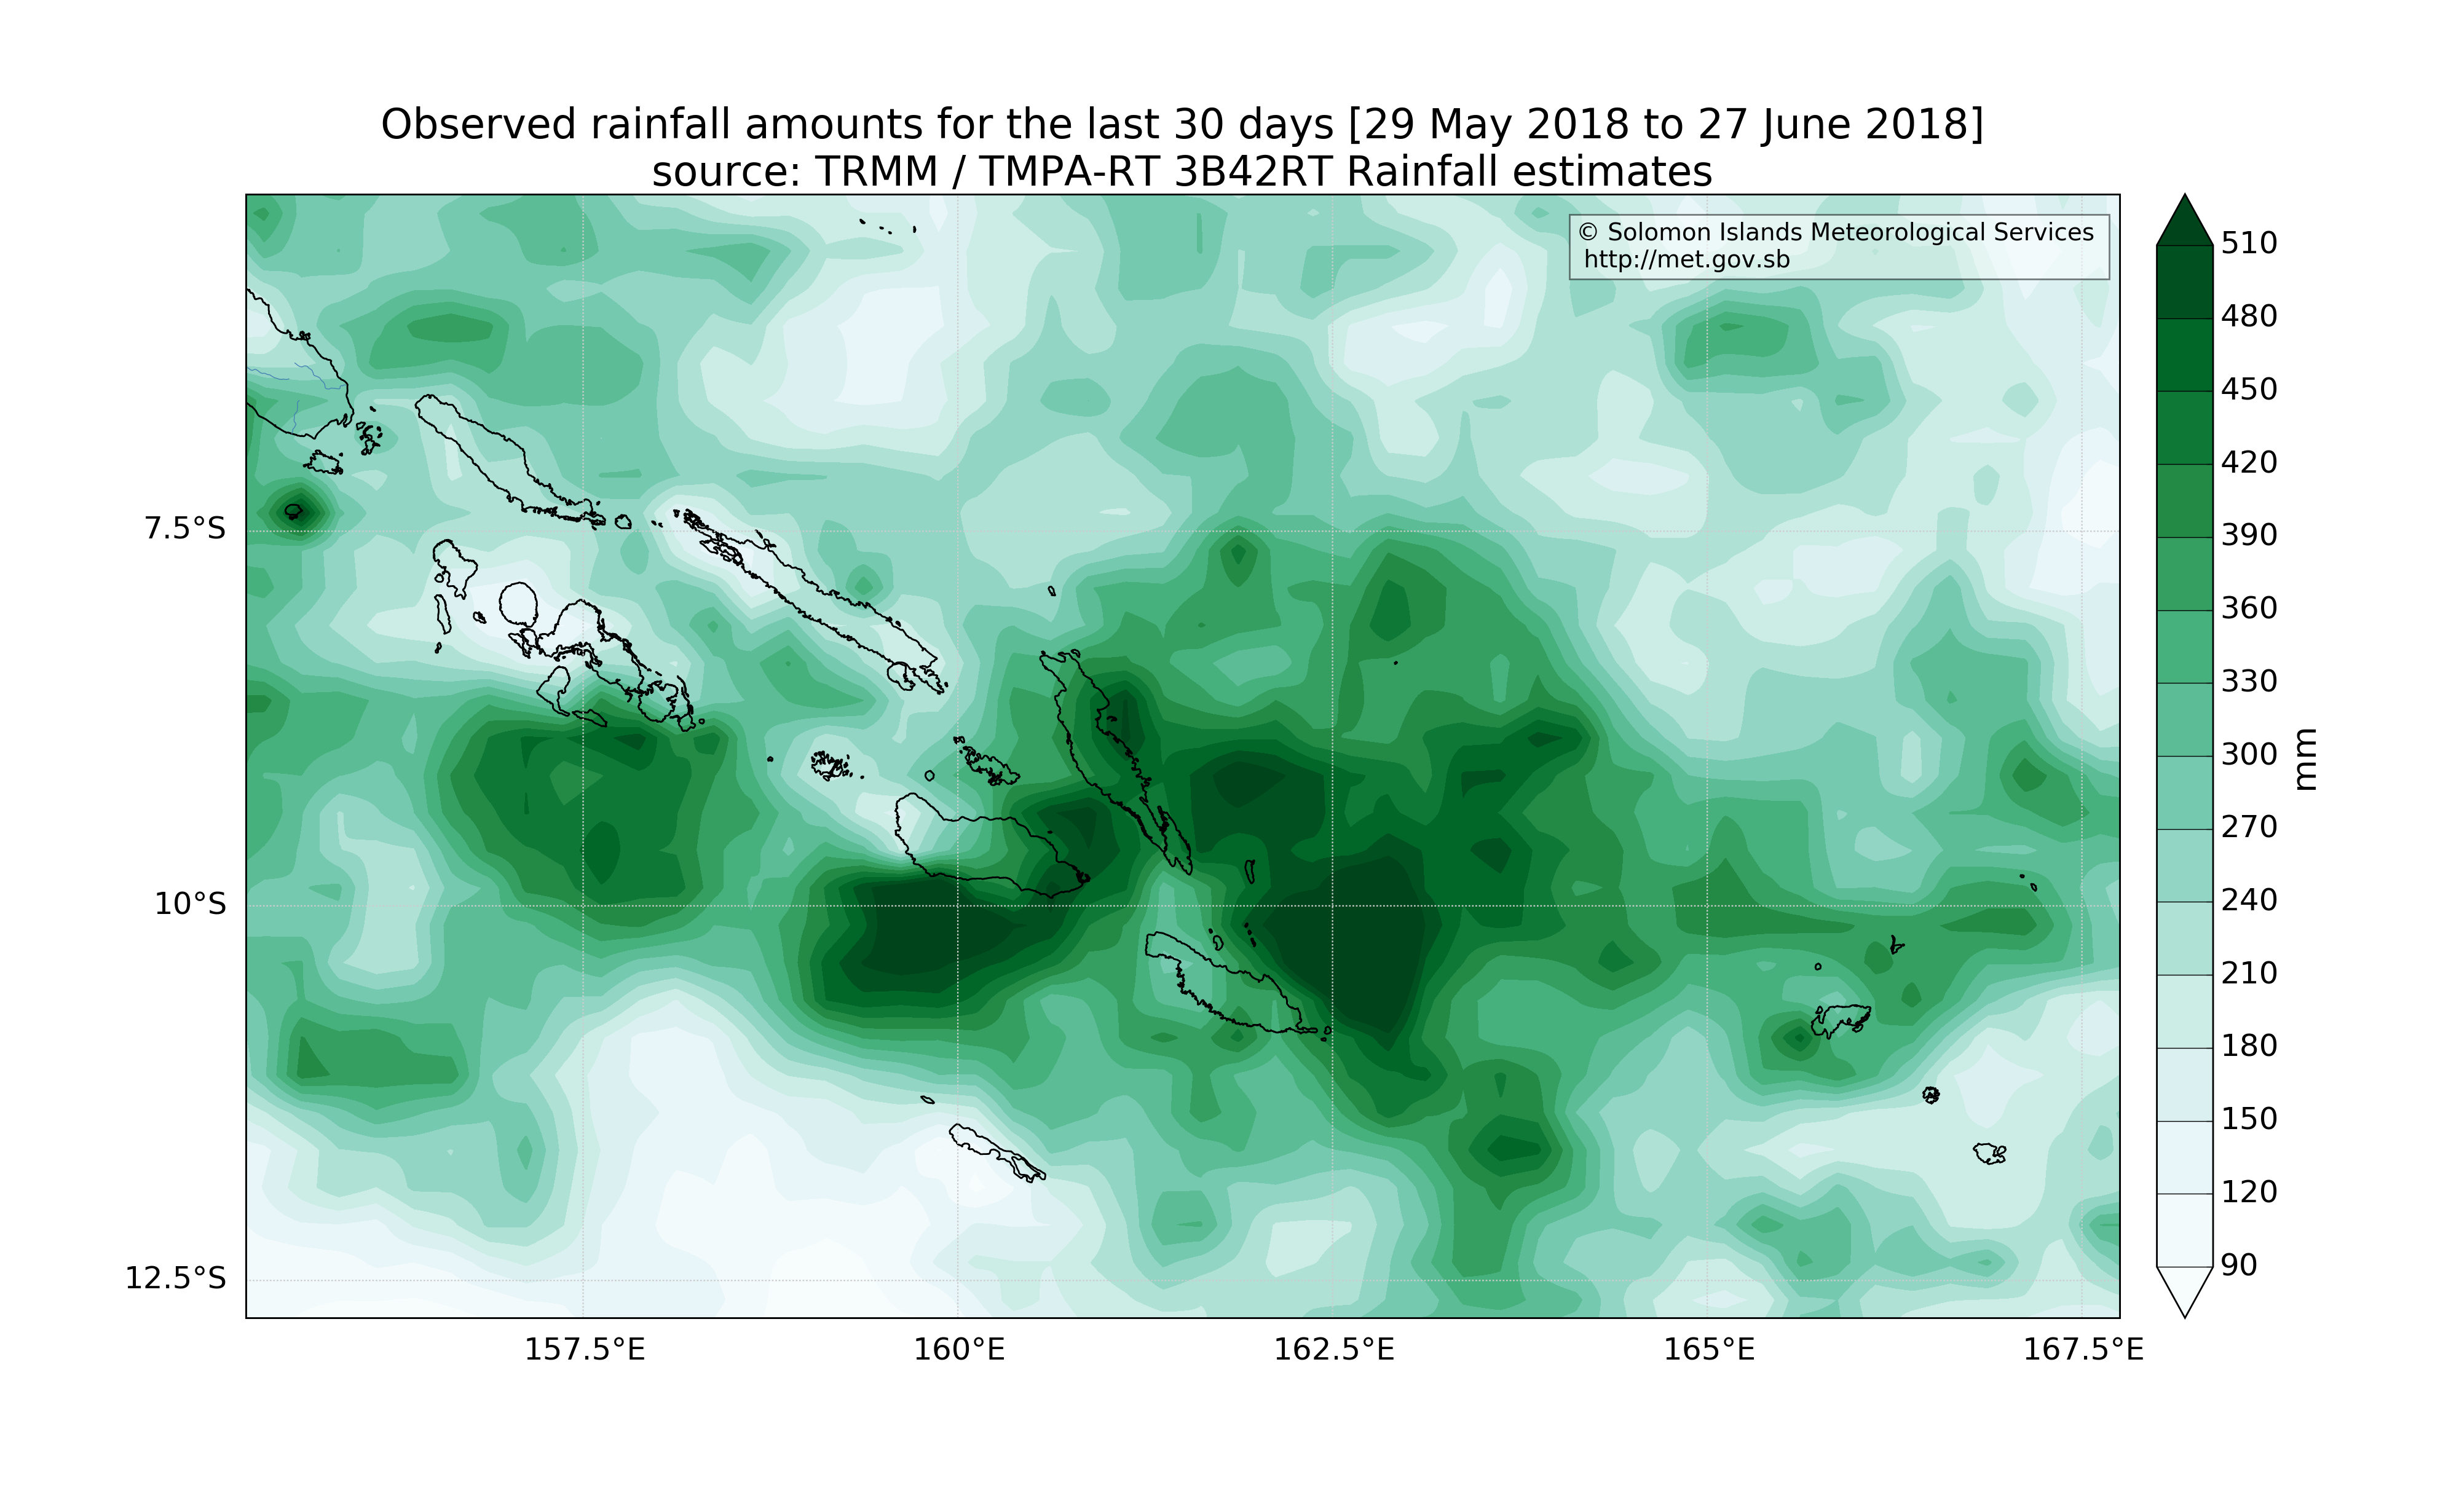 Observed rainfall amounts for the last 30 days [29 May 2018 to 27 June 2018]
source: TRMM / TMPA-RT 3B42RT Rainfall estimates
© Solomon Islands Meteorological Services
http://met.gov.sb
7.5°S
10°S
12.5°S
157.5°E
160°E
162.5°E
165°E
167.5°E
510
480
450
420
390
360
330
300
270
240
210
180
150
120
90
mm